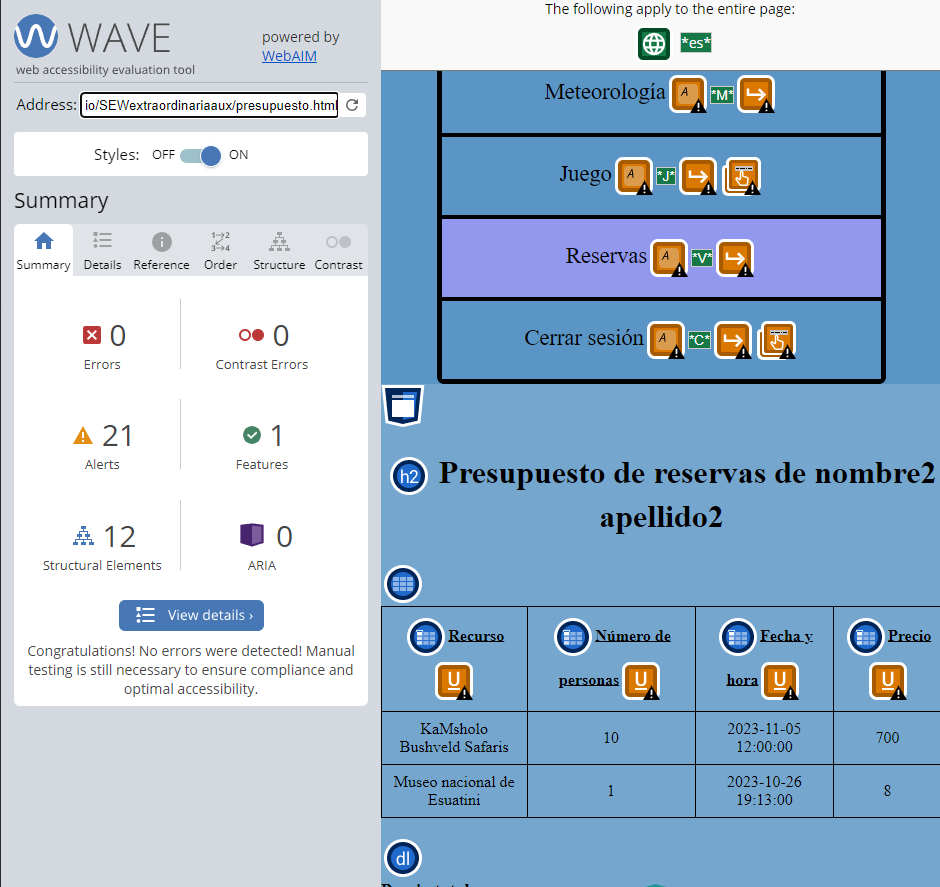 WAVE
web accessibility evaluation tool
powered by
WebAIM
Address: io/SEWextraordinariaaux/presupuesto.html
Styles: OFF ON
Summary
Summary Details Reference Order Structure Contrast
0
Errors
0
Contrast Errors
21
Alerts
1
Features
12
Structural Elements
0
ARIA
View details ›
Congratulations! No errors were detected! Manual
testing is still necessary to ensure compliance and
optimal accessibility.
The following apply to the entire page:
*es*
Meteorología A *M*
Juego A *J*
Reservas A *V*
Cerrar sesión A *C*
h2 Presupuesto de reservas de nombre2
apellido2
Recurso U
Número de
personas U
Fecha y
hora U
Precio U
KaMsholo
Bushveld Safaris
10
2023-11-05
12:00:00
700
Museo nacional de
Esuatini
1
2023-10-26
19:13:00
8
dl